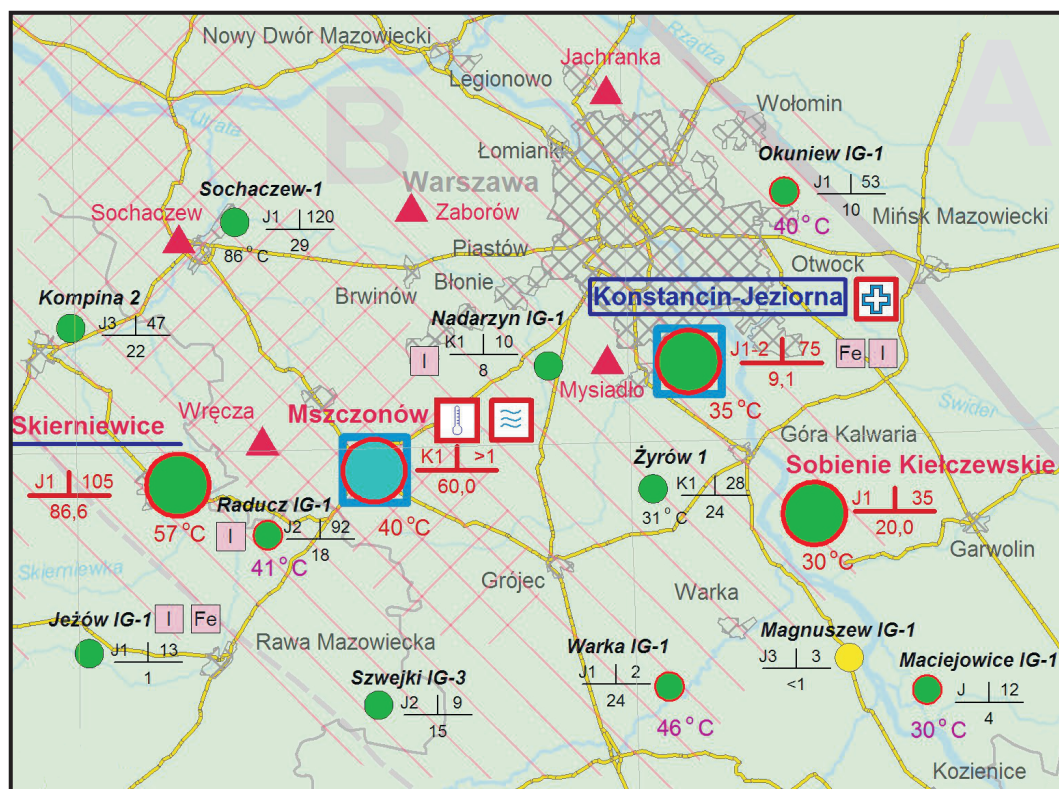 Nowy Dwór Mazowiecki
Jachranka
Rządza
Legionowo
Wołomin
Utrata
B
A
Łomianki
Okuniew IG-1
J1 53
10
40°C
Sochaczew-1
J1 120
29
86°C
Warszawa
Sochaczew
Zaborów
Mińsk Mazowiecki
Piastów
Otwock
Błonie
Brwinów
Konstancin-Jeziorna
J1-2 75
9,1
35°C
Fe I
Kompina 2
J3 47
22
Nadarzyn IG-1
I
K1 10
8
Mysiadło
Świder
Wręcza
Mszczonów
K1 >1
60,0
40°C
Skierniewice
J1 105
86,6
57°C
Góra Kalwaria
Żyrów 1
K1 28
24
31°C
Sobienie Kiełczewskie
J1 35
20,0
30°C
Raducz IG-1
I
J2 92
18
41°C
Garwolin
Skierniewka
Grójec
Warka
Jeżów IG-1
I Fe
J1 13
1
Rawa Mazowiecka
Szwejki IG-3
J2 9
15
Warka IG-1
J1 2
24
46°C
Magnuszew IG-1
J3 3
<1
Maciejowice IG-1
J 12
4
30°C
Kozienice